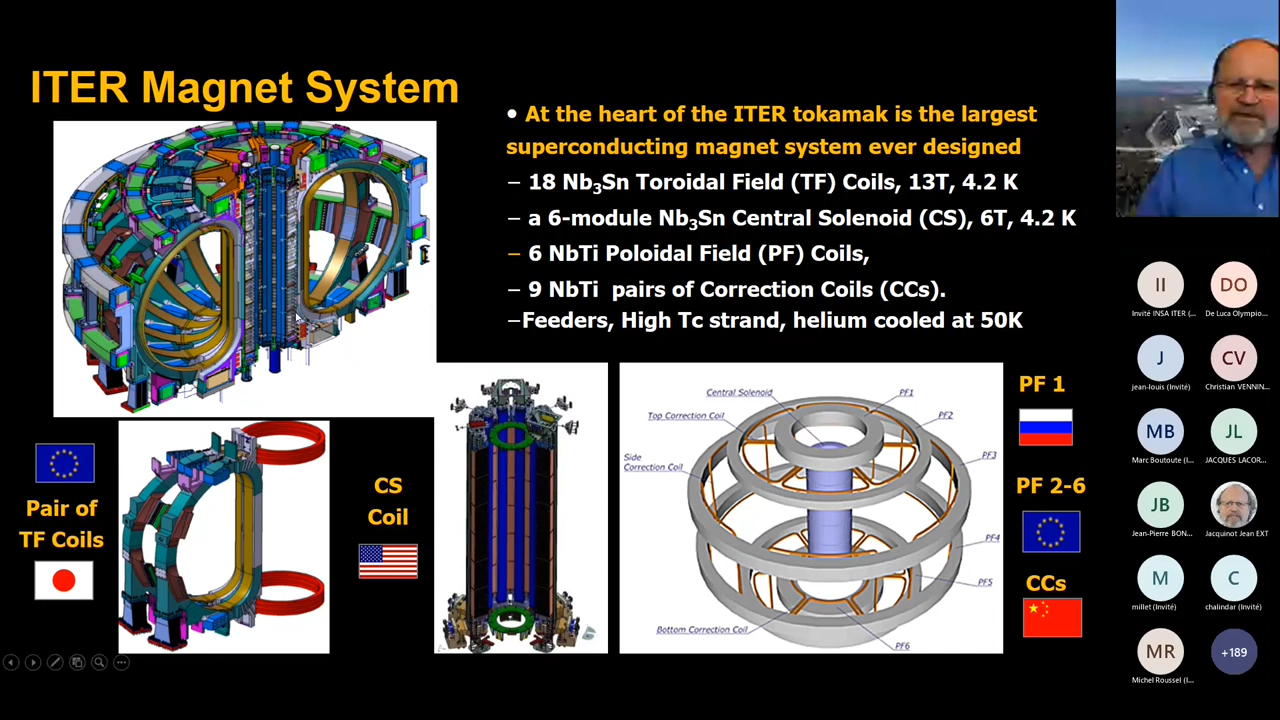 ITER Magnet System
• At the heart of the ITER tokamak is the largest
superconducting magnet system ever designed
– 18 Nb₃Sn Toroidal Field (TF) Coils, 13T, 4.2 K
– a 6-module Nb₃Sn Central Solenoid (CS), 6T, 4.2 K
– 6 NbTi Poloidal Field (PF) Coils,
– 9 NbTi pairs of Correction Coils (CCs).
–Feeders, High Tc strand, helium cooled at 50K
Pair of
TF Coils
CS
Coil
Central Solenoid
PF1
Top Correction Coil
PF2
Side
Correction Coil
PF3
PF4
PF5
Bottom Correction Coil
PF6
PF 1
PF 2-6
CCs
II
Invité INSA ITER (...
DO
De Luca Olympio...
J
jean-louis (Invité)
CV
Christian VENNIN...
MB
Marc Boutoute (I...
JL
JACQUES LACOR...
JB
Jean-Pierre BON...
Jacquinot Jean EXT
M
millet (Invité)
C
chalindar (Invité)
MR
Michel Roussel (I...
+189